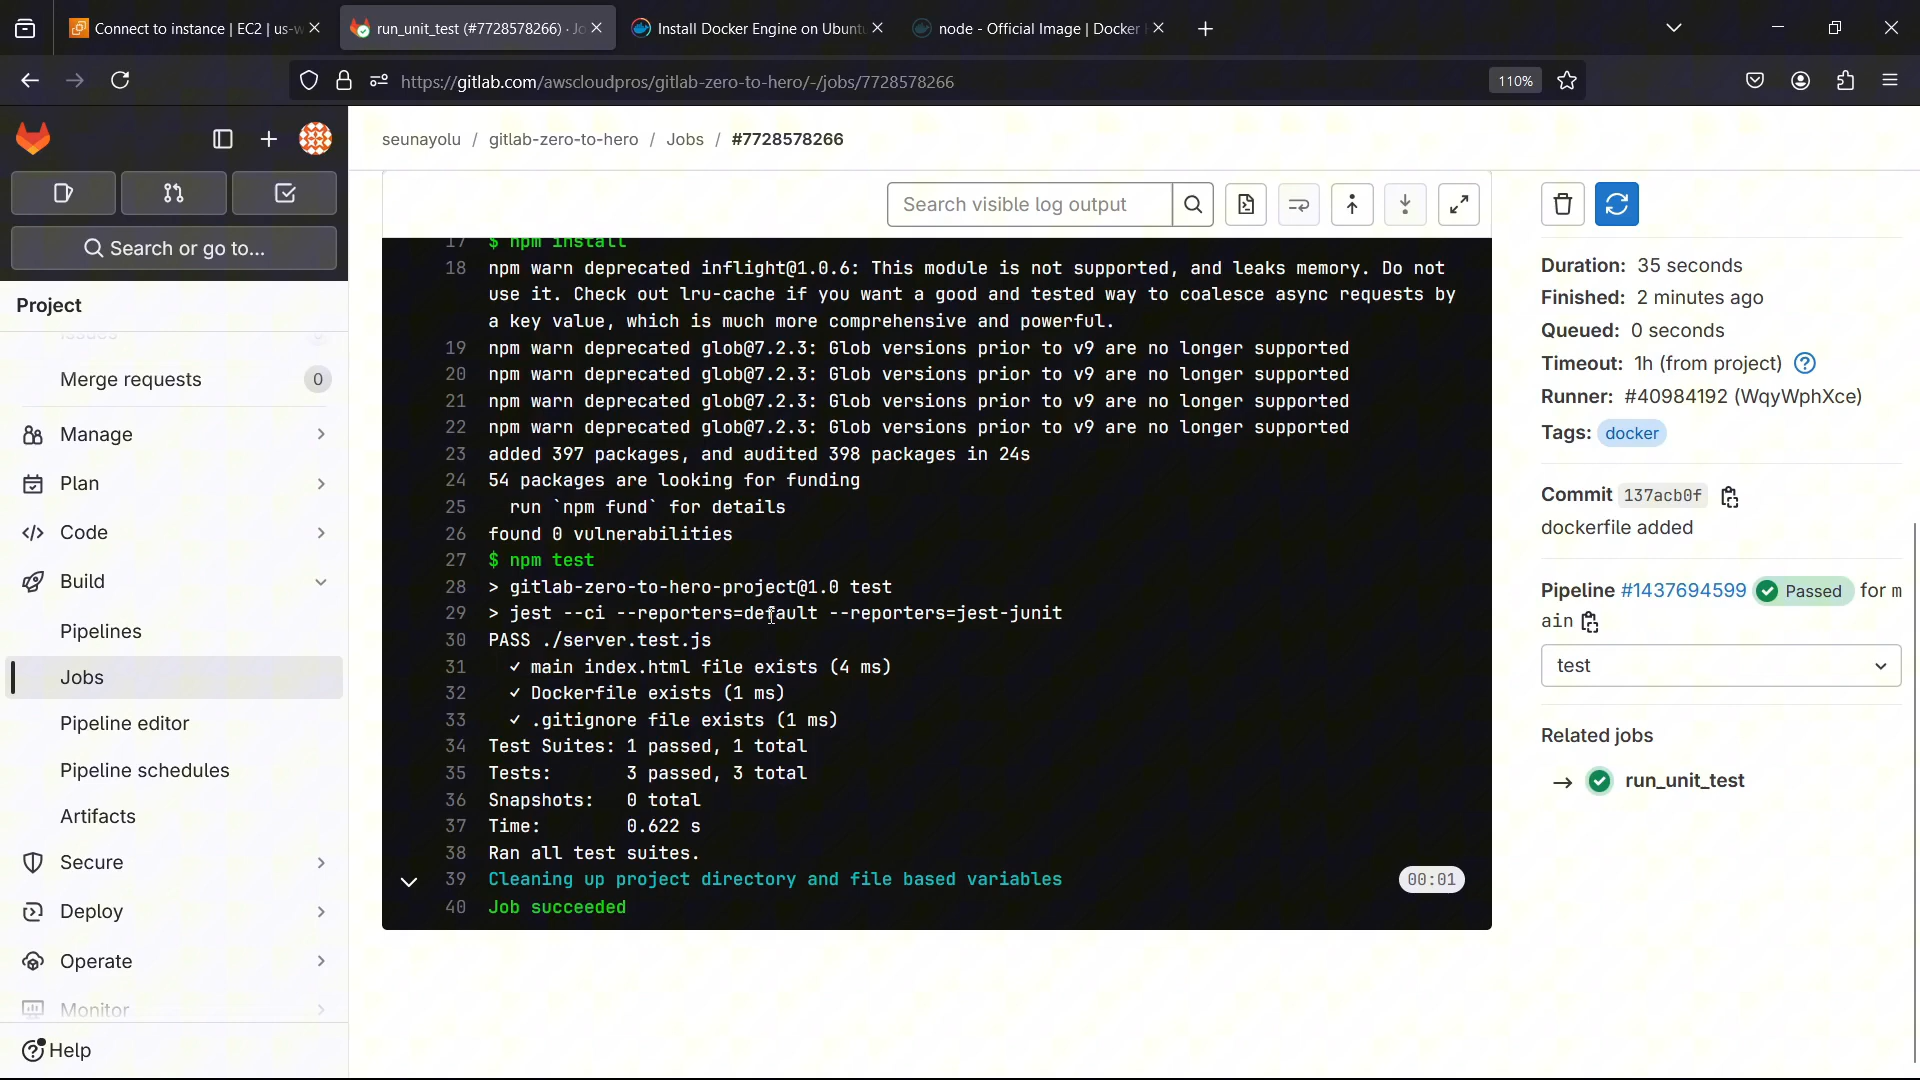 Connect to instance | EC2 | us-w
run_unit_test (#7728578266) · Jo
Install Docker Engine on Ubuntu
node - Official Image | Docker
https://gitlab.com/awscloudpros/gitlab-zero-to-hero/-/jobs/7728578266
110%
seunayolu / gitlab-zero-to-hero / Jobs / #7728578266
Search or go to...
Project
Issues
Merge requests 0
Manage
Plan
Code
Build
Pipelines
Jobs
Pipeline editor
Pipeline schedules
Artifacts
Secure
Deploy
Operate
Monitor
Help
Search visible log output
17 $ npm install
18 npm warn deprecated inflight@1.0.6: This module is not supported, and leaks memory. Do not
use it. Check out lru-cache if you want a good and tested way to coalesce async requests by
a key value, which is much more comprehensive and powerful.
19 npm warn deprecated glob@7.2.3: Glob versions prior to v9 are no longer supported
20 npm warn deprecated glob@7.2.3: Glob versions prior to v9 are no longer supported
21 npm warn deprecated glob@7.2.3: Glob versions prior to v9 are no longer supported
22 npm warn deprecated glob@7.2.3: Glob versions prior to v9 are no longer supported
23 added 397 packages, and audited 398 packages in 24s
24 54 packages are looking for funding
25 run `npm fund` for details
26 found 0 vulnerabilities
27 $ npm test
28 > gitlab-zero-to-hero-project@1.0 test
29 > jest --ci --reporters=default --reporters=jest-junit
30 PASS ./server.test.js
31 ✓ main index.html file exists (4 ms)
32 ✓ Dockerfile exists (1 ms)
33 ✓ .gitignore file exists (1 ms)
34 Test Suites: 1 passed, 1 total
35 Tests: 3 passed, 3 total
36 Snapshots: 0 total
37 Time: 0.622 s
38 Ran all test suites.
39 Cleaning up project directory and file based variables 00:01
40 Job succeeded
Duration: 35 seconds
Finished: 2 minutes ago
Queued: 0 seconds
Timeout: 1h (from project)
Runner: #40984192 (WqyWphXce)
Tags: docker
Commit 137acb0f
dockerfile added
Pipeline #1437694599 Passed for m
ain
test
Related jobs
→ run_unit_test